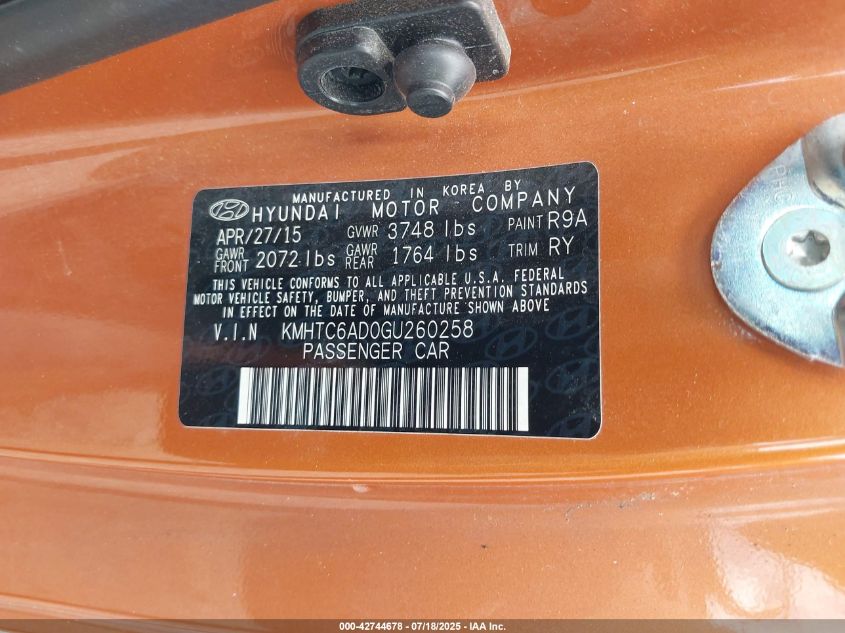 MANUFACTURED IN KOREA BY
HYUNDAI MOTOR COMPANY
APR/27/15 GVWR 3748 lbs PAINT R9A
GAWR FRONT 2072 lbs GAWR REAR 1764 lbs TRIM RY
THIS VEHICLE CONFORMS TO ALL APPLICABLE U.S.A. FEDERAL
MOTOR VEHICLE SAFETY, BUMPER, AND THEFT PREVENTION STANDARDS
IN EFFECT ON THE DATE OF MANUFACTURE SHOWN ABOVE
V.I.N KMHTC6AD0GU260258
PASSENGER CAR
000-42744678 - 07/18/2025 - IAA Inc.